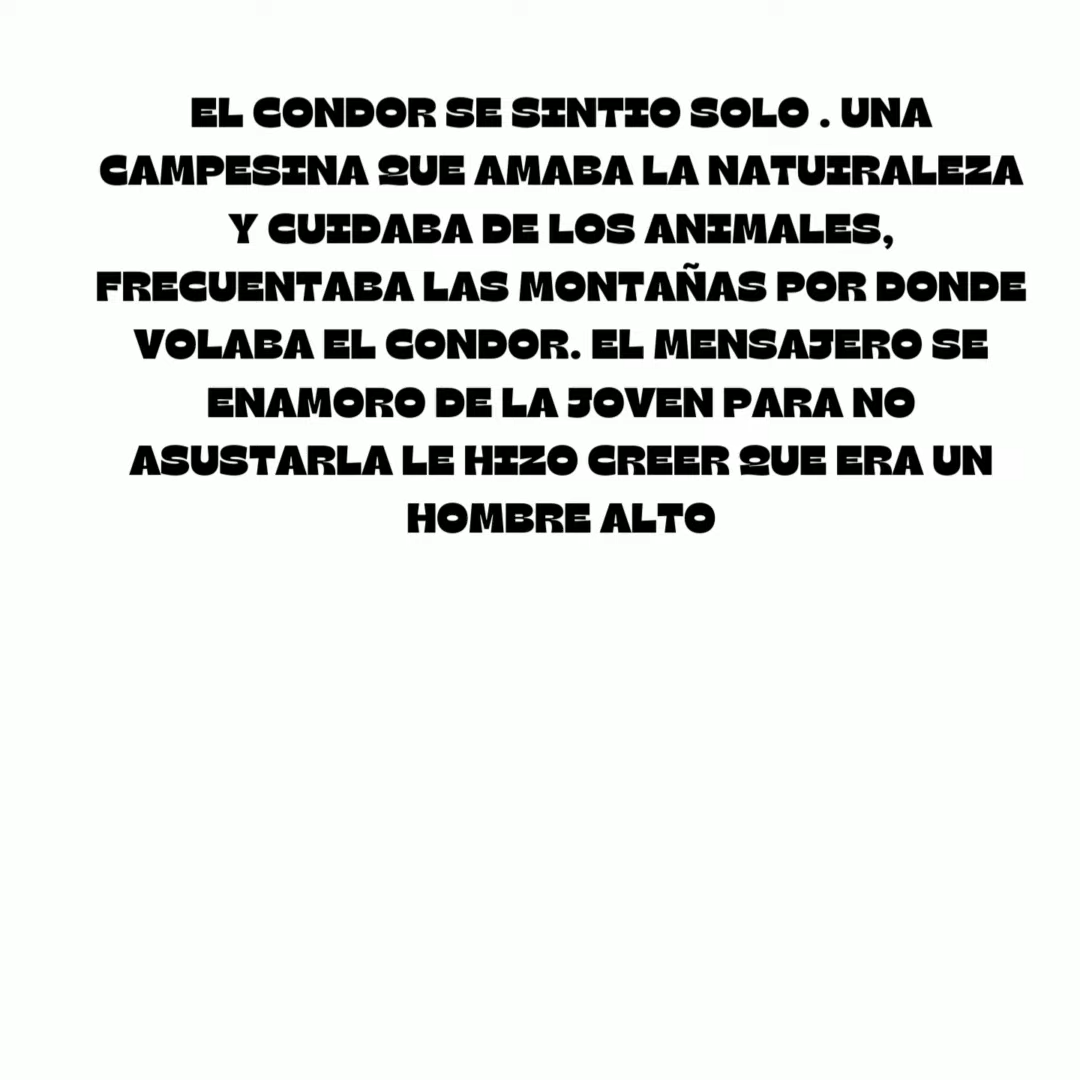 EL CONDOR SE SINTIO SOLO . UNA
CAMPESINA QUE AMABA LA NATUIRALEZA
Y CUIDABA DE LOS ANIMALES,
FRECUENTABA LAS MONTAÑAS POR DONDE
VOLABA EL CONDOR. EL MENSAJERO SE
ENAMORO DE LA JOVEN PARA NO
ASUSTARLA LE HIZO CREER QUE ERA UN
HOMBRE ALTO